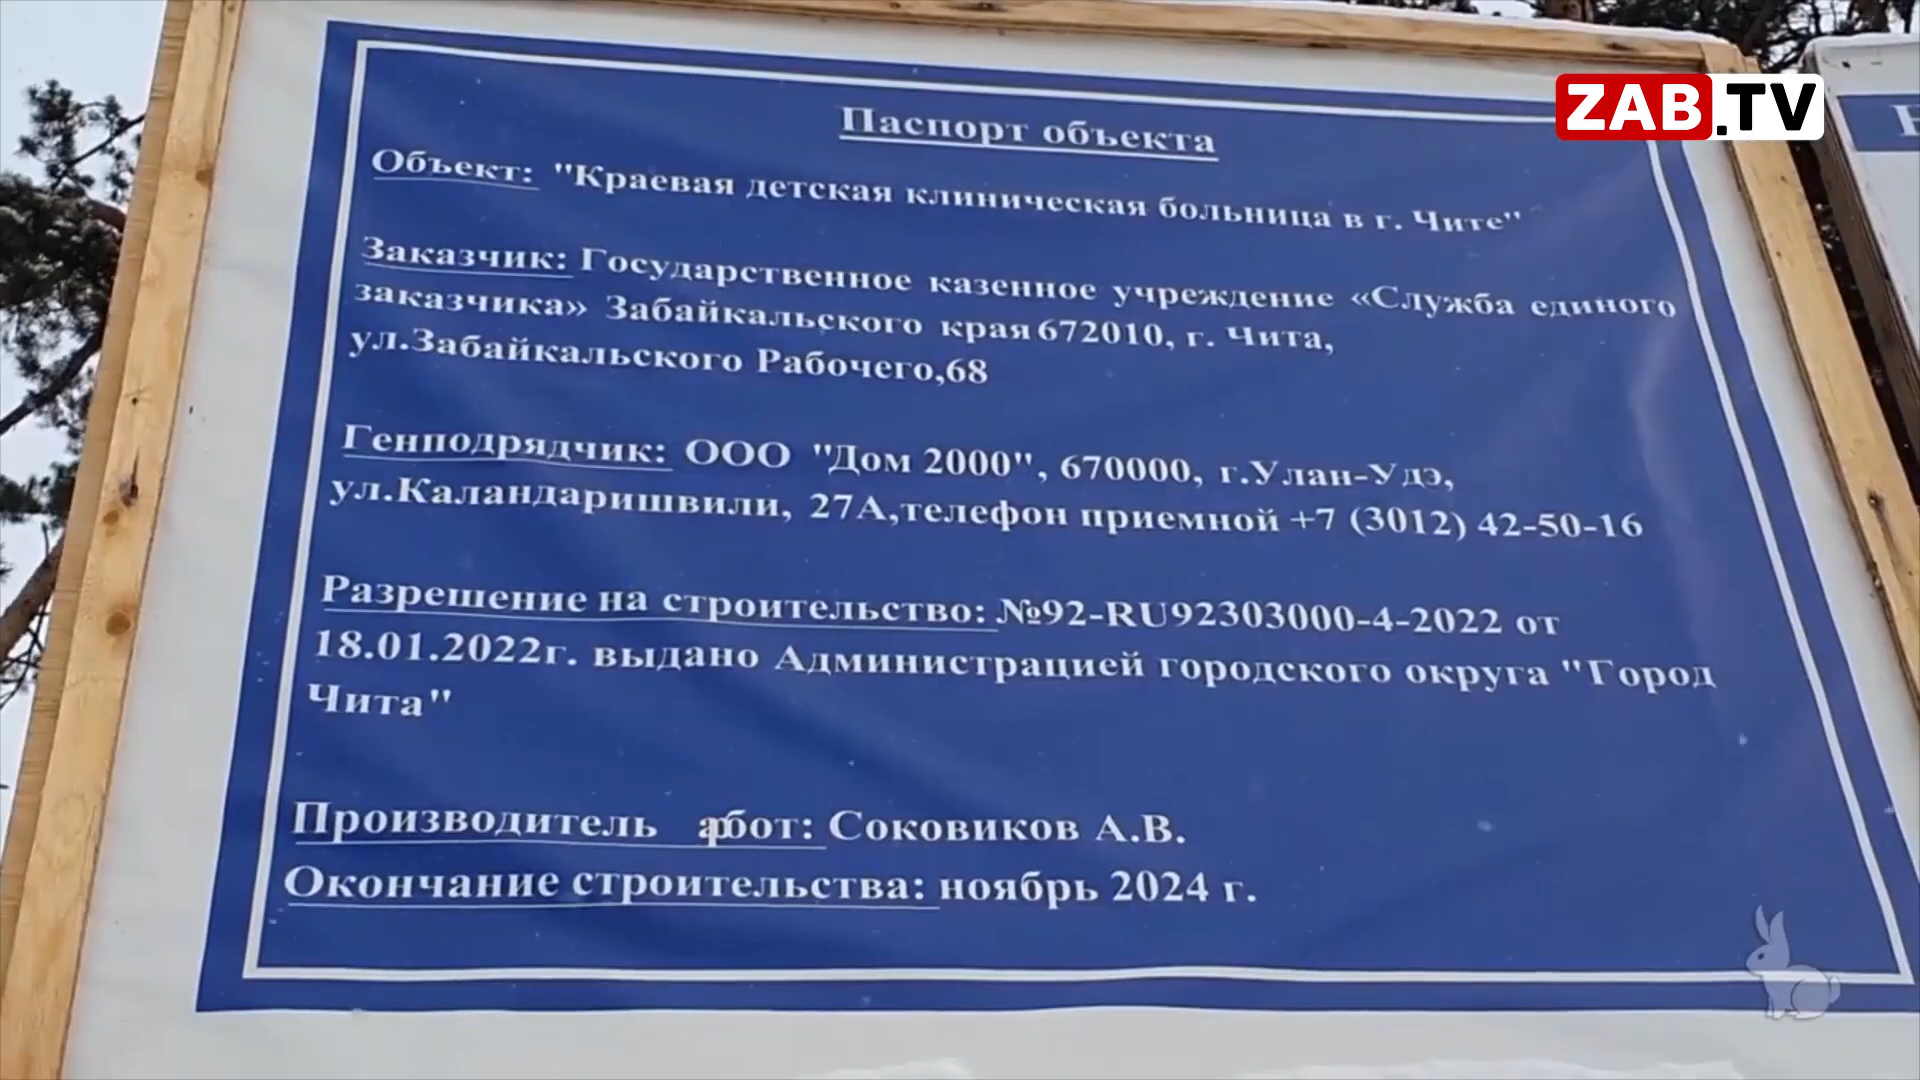 ZAB.TV
Паспорт объекта
Объект: "Краевая детская клиническая больница в г. Чите"
Заказчик: Государственное казенное учреждение «Служба единого
заказчика» Забайкальского края 672010, г. Чита,
ул.Забайкальского Рабочего,68
Генподрядчик: ООО "Дом 2000", 670000, г.Улан-Удэ,
ул.Каландаришвили, 27А,телефон приемной +7 (3012) 42-50-16
Разрешение на строительство: №92-RU92303000-4-2022 от
18.01.2022г. выдано Администрацией городского округа "Город
Чита"
Производитель работ: Соковиков А.В.
Окончание строительства: ноябрь 2024 г.